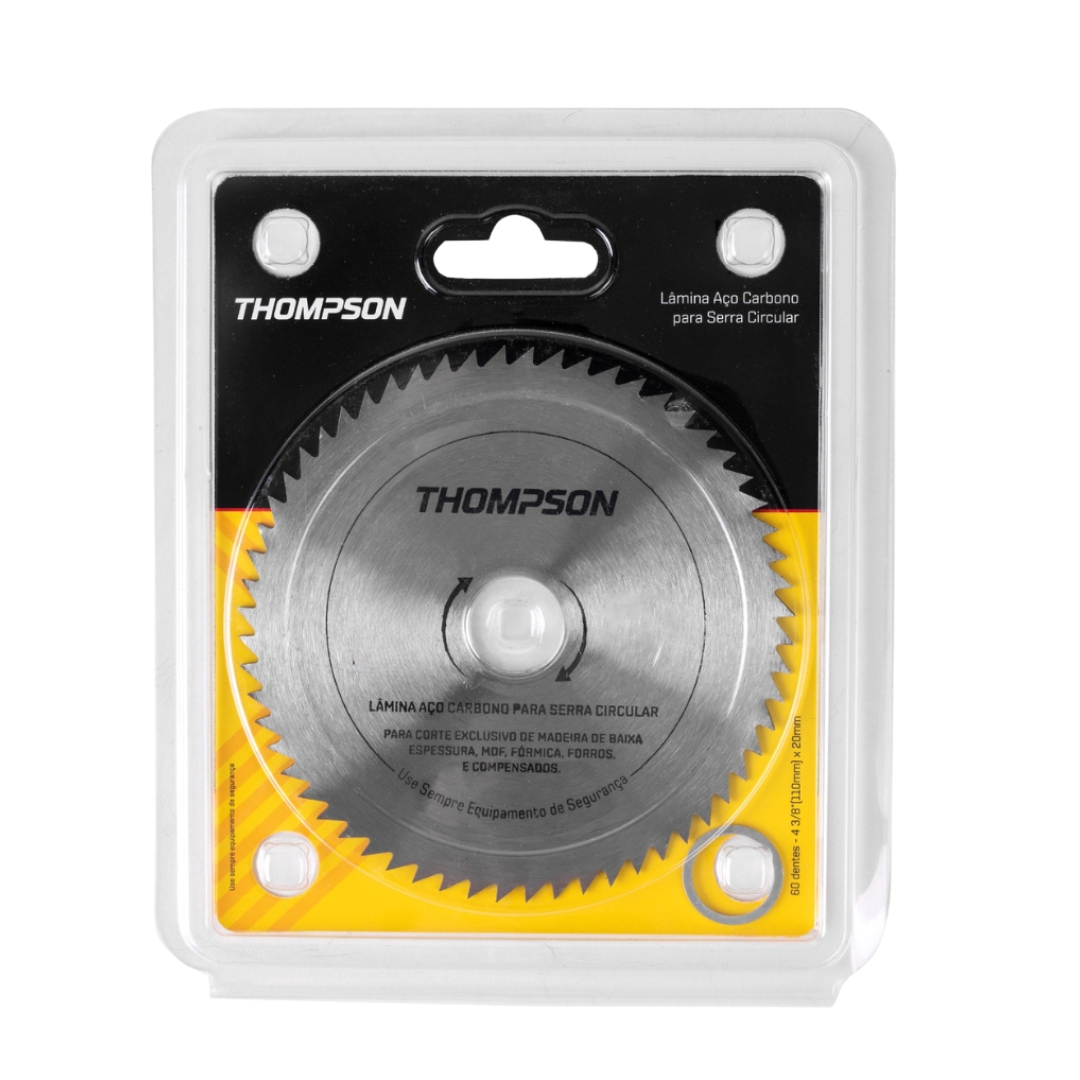 THOMPSON
Lâmina Aço Carbono
para Serra Circular
THOMPSON
LÂMINA AÇO CARBONO PARA SERRA CIRCULAR
PARA CORTE EXCLUSIVO DE MADEIRA DE BAIXA
ESPESSURA, MDF, FÓRMICA, FORROS,
E COMPENSADOS.
Use Sempre Equipamento de Segurança
Use sempre equipamento de segurança
60 dentes - 4 3/8"(110mm) x 20mm